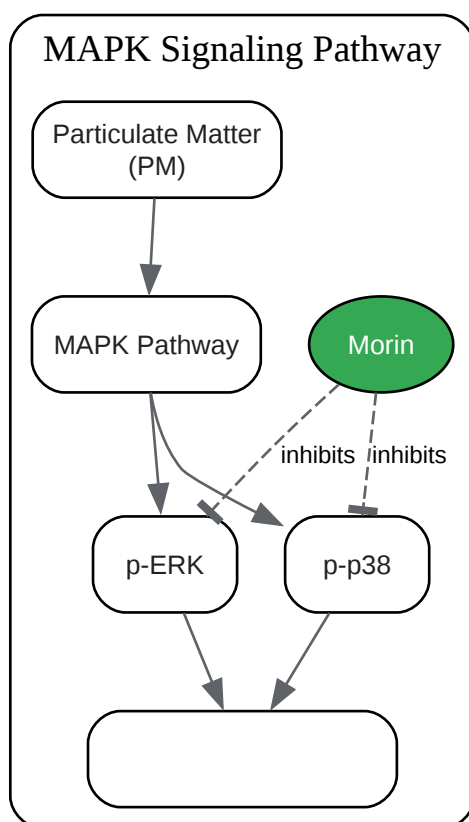 MAPK Signaling Pathway
Particulate Matter
(PM)
MAPK Pathway
Morin
inhibits
inhibits
p-ERK
p-p38